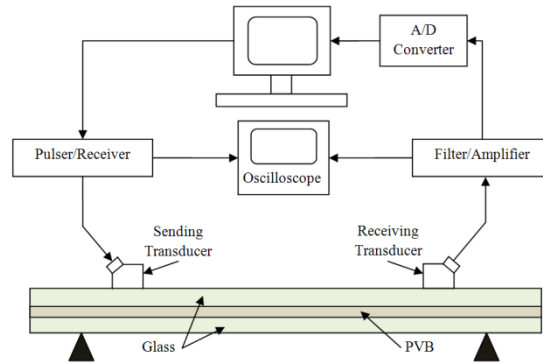 A/D
Converter
Pulser/Receiver
Oscilloscope
Filter/Amplifier
Sending
Transducer
Receiving
Transducer
Glass
PVB